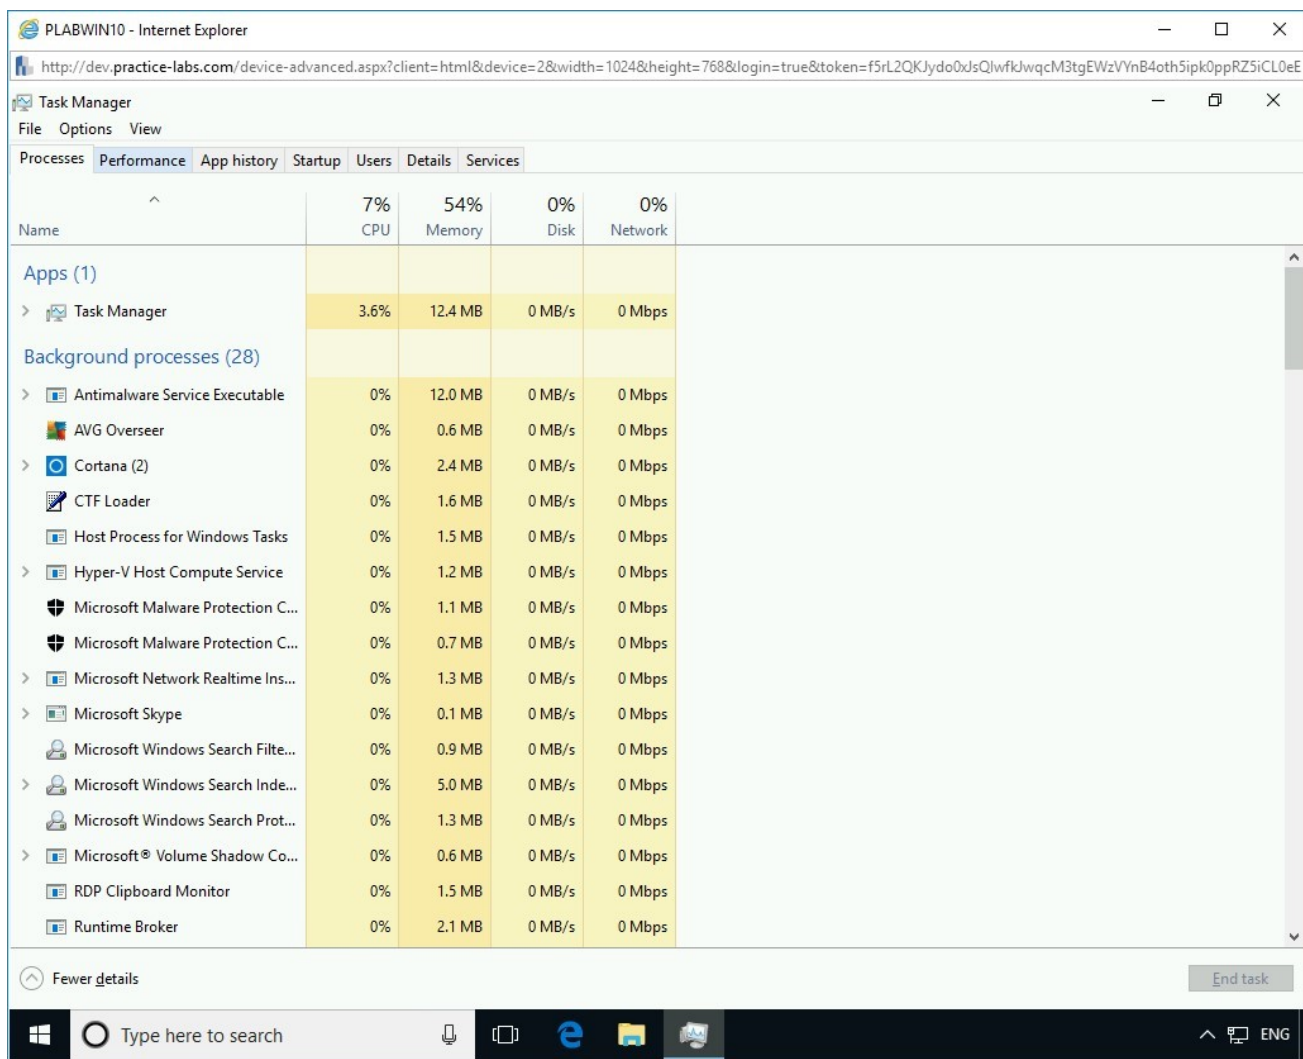 PLABWIN10 - Internet Explorer
http://dev.practice-labs.com/device-advanced.aspx?client=html&device=2&width=1024&height=768&login=true&token=f5rL2QKJydo0xJsQIwfkJwqcM3tgEWzVYnB4oth5ipk0ppRZ5iCL0eE
Task Manager
File Options View
Processes Performance App history Startup Users Details Services
7% 54% 0% 0%
Name CPU Memory Disk Network
Apps (1)
Task Manager 3.6% 12.4 MB 0 MB/s 0 Mbps
Background processes (28)
Antimalware Service Executable 0% 12.0 MB 0 MB/s 0 Mbps
AVG Overseer 0% 0.6 MB 0 MB/s 0 Mbps
Cortana (2) 0% 2.4 MB 0 MB/s 0 Mbps
CTF Loader 0% 1.6 MB 0 MB/s 0 Mbps
Host Process for Windows Tasks 0% 1.5 MB 0 MB/s 0 Mbps
Hyper-V Host Compute Service 0% 1.2 MB 0 MB/s 0 Mbps
Microsoft Malware Protection C... 0% 1.1 MB 0 MB/s 0 Mbps
Microsoft Malware Protection C... 0% 0.7 MB 0 MB/s 0 Mbps
Microsoft Network Realtime Ins... 0% 1.3 MB 0 MB/s 0 Mbps
Microsoft Skype 0% 0.1 MB 0 MB/s 0 Mbps
Microsoft Windows Search Filte... 0% 0.9 MB 0 MB/s 0 Mbps
Microsoft Windows Search Inde... 0% 5.0 MB 0 MB/s 0 Mbps
Microsoft Windows Search Prot... 0% 1.3 MB 0 MB/s 0 Mbps
Microsoft® Volume Shadow Co... 0% 0.6 MB 0 MB/s 0 Mbps
RDP Clipboard Monitor 0% 1.5 MB 0 MB/s 0 Mbps
Runtime Broker 0% 2.1 MB 0 MB/s 0 Mbps
Fewer details End task
Type here to search ENG